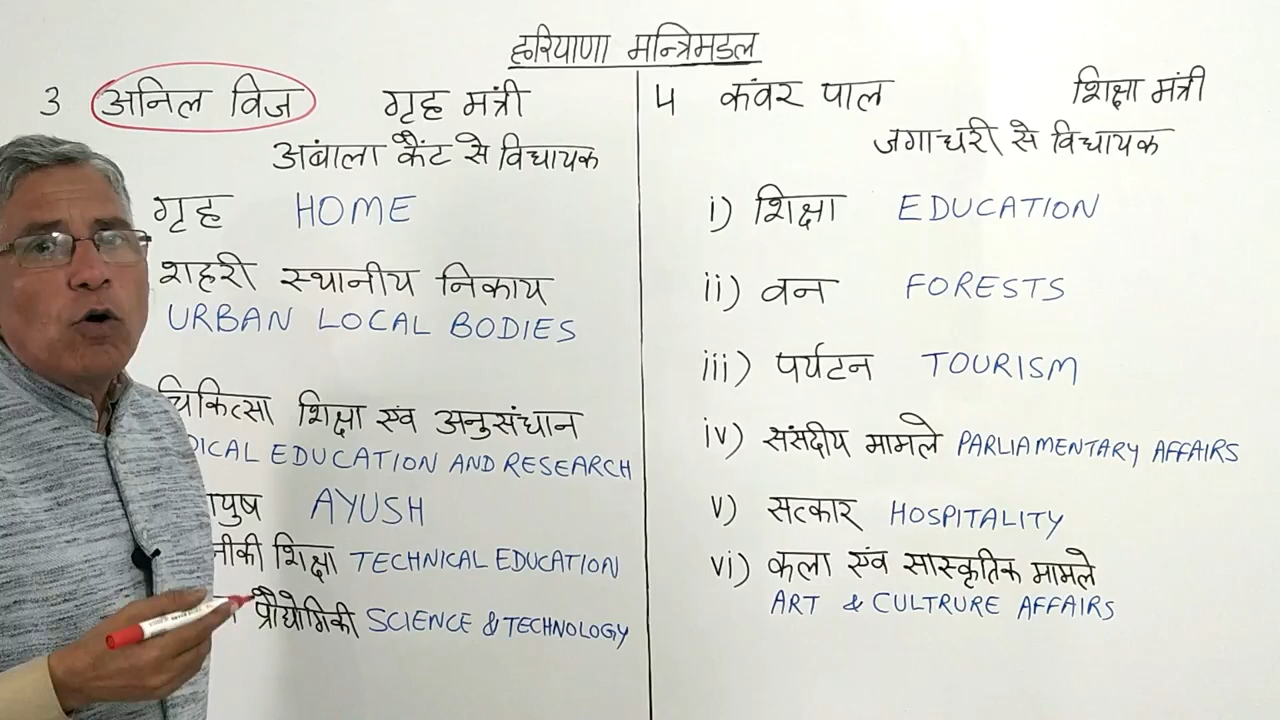 हरियाणा मन्त्रिमडल
3 अनिल विज गृह मंत्री
अंबाला कैंट से विधायक
गृह HOME
शहरी स्थानीय निकाय
URBAN LOCAL BODIES
चिकित्सा शिक्षा एंव अनुसंधान
EDUCATION AND RESEARCH
AYUSH
शिक्षा TECHNICAL EDUCATION
प्रौद्योगिकी SCIENCE & TECHNOLOGY
4 कंवर पाल शिक्षा मंत्री
जगाधरी से विधायक
i) शिक्षा EDUCATION
ii) वन FORESTS
iii) पर्यटन TOURISM
iv) संसदीय मामले PARLIAMENTARY AFFAIRS
v) सत्कार HOSPITALITY
vi) कला एंव सास्कृतिक मामले
ART & CULTRURE AFFAIRS